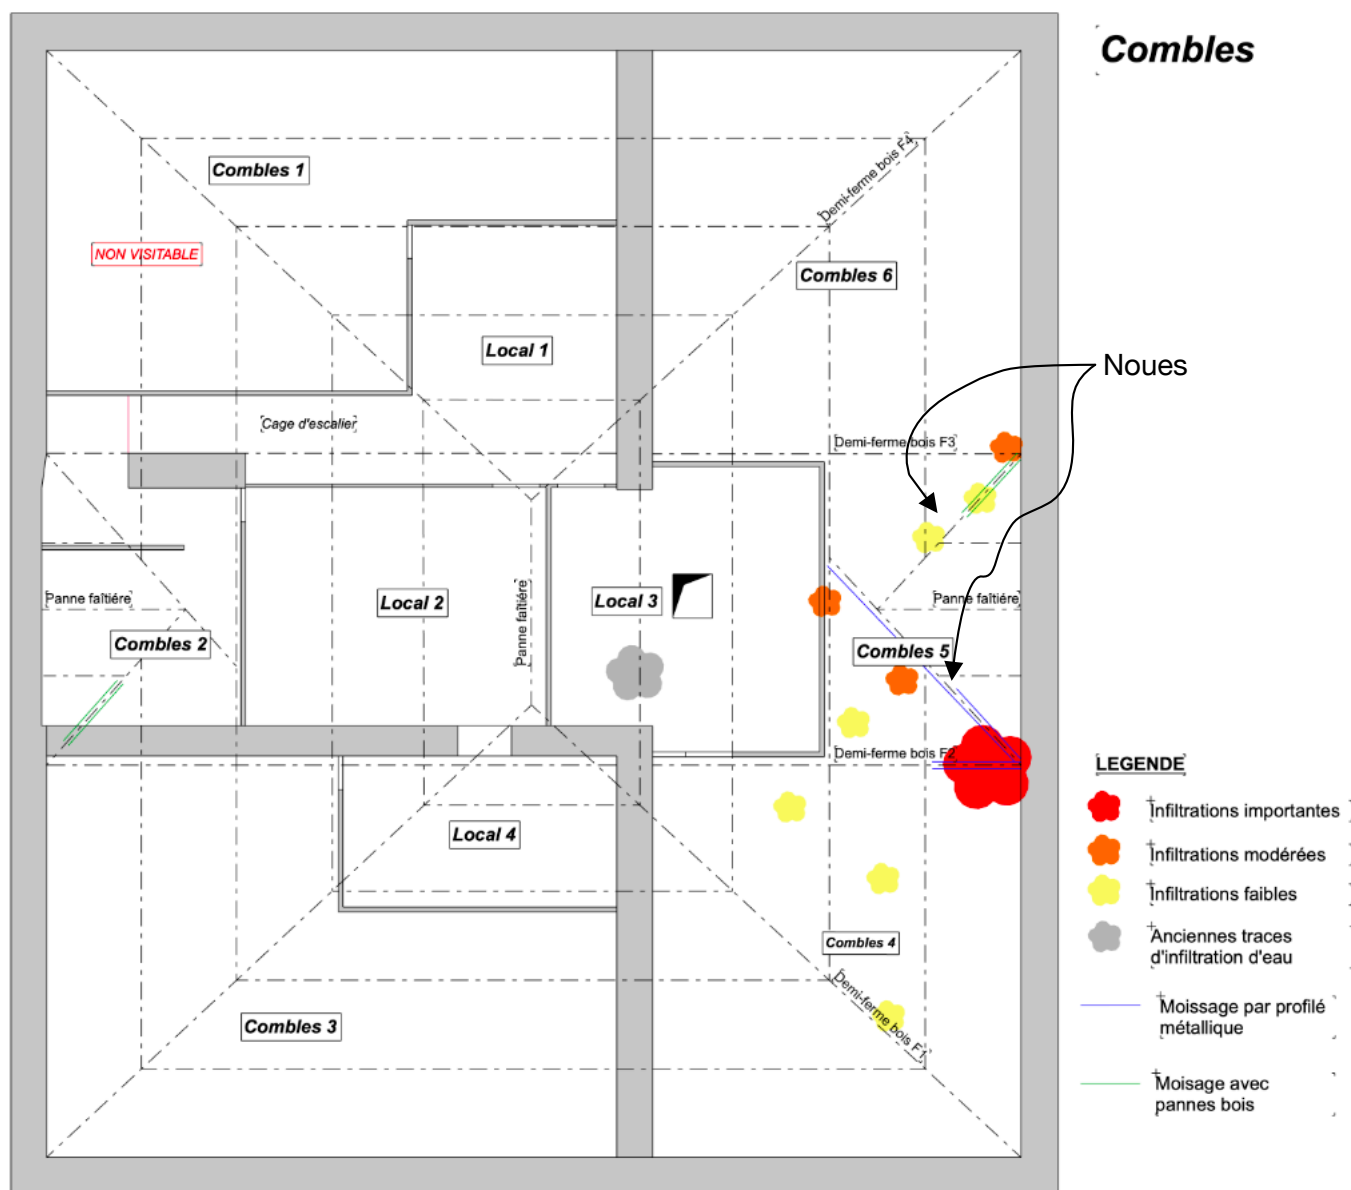 Combles
Demi-ferme bois F4
Combles 1
NON VISITABLE
Combles 6
Local 1
Noues
Cage d'escalier
Demi-ferme bois F3
Panne faîtiére
Local 2
Panne faîtiére
Local 3
Panne faîtiére
Combles 2
Combles 5
Demi-ferme bois F2
Local 4
Combles 4
Demi-ferme bois F1
Combles 3
LEGENDE
Infiltrations importantes
Infiltrations modérées
Infiltrations faibles
Anciennes traces
d'infiltration d'eau
Moissage par profilé
métallique
Moisage avec
pannes bois